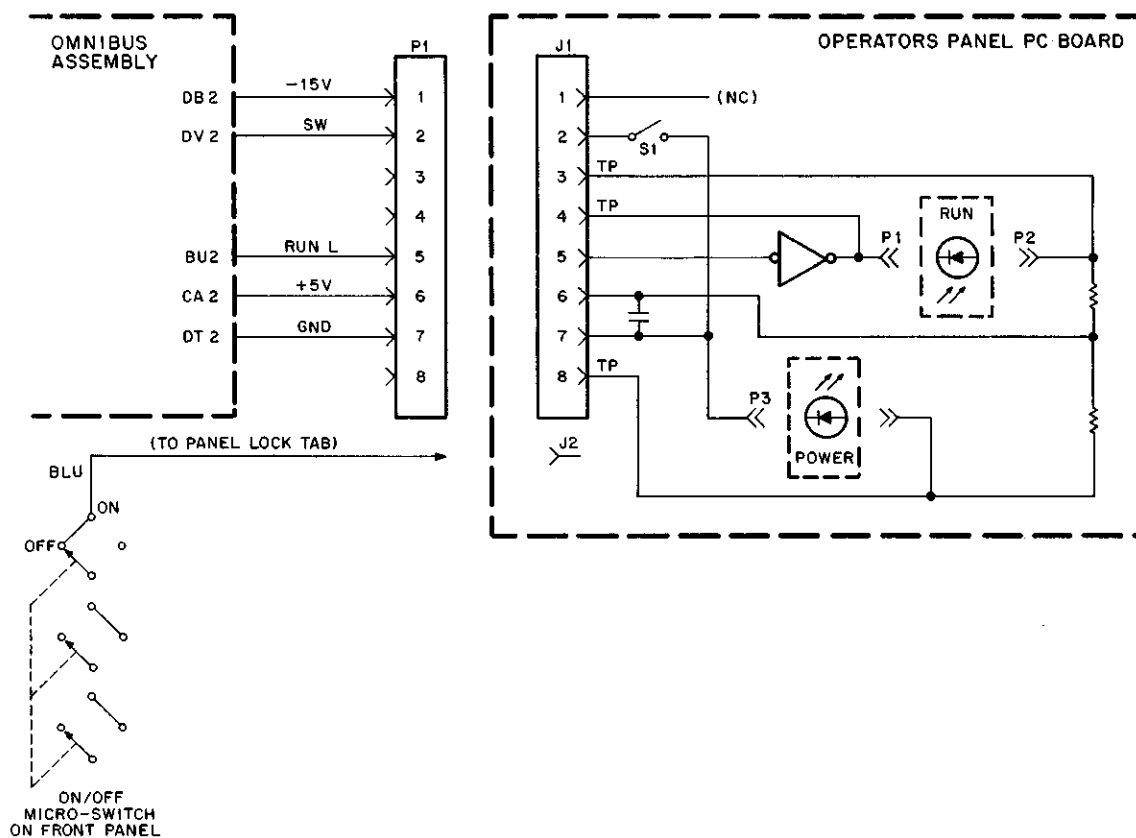 OMNIBUS
ASSEMBLY
P1
J1
OPERATORS PANEL PC BOARD
DB2
-15V
1
1
(NC)
DV2
SW
2
2
S1
3
3
TP
4
4
TP
RUN
P1
P2
BU2
RUN L
5
5
CA2
+5V
6
6
DT2
GND
7
7
8
8
TP
P3
POWER
(TO PANEL LOCK TAB)
J2
BLU
ON
OFF
ON/OFF
MICRO-SWITCH
ON FRONT PANEL